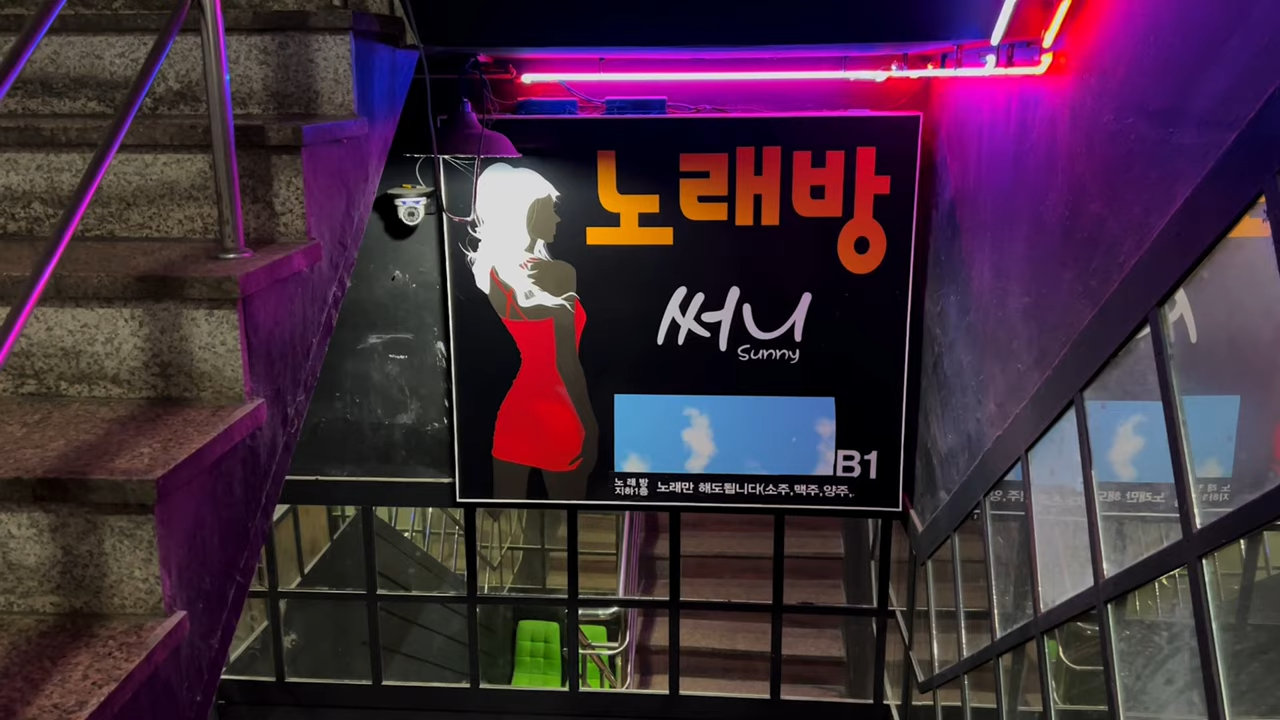 노래방
써니
Sunny
B1
노 래 방
지하1층
노래만 해도됩니다(소주,맥주,양주,